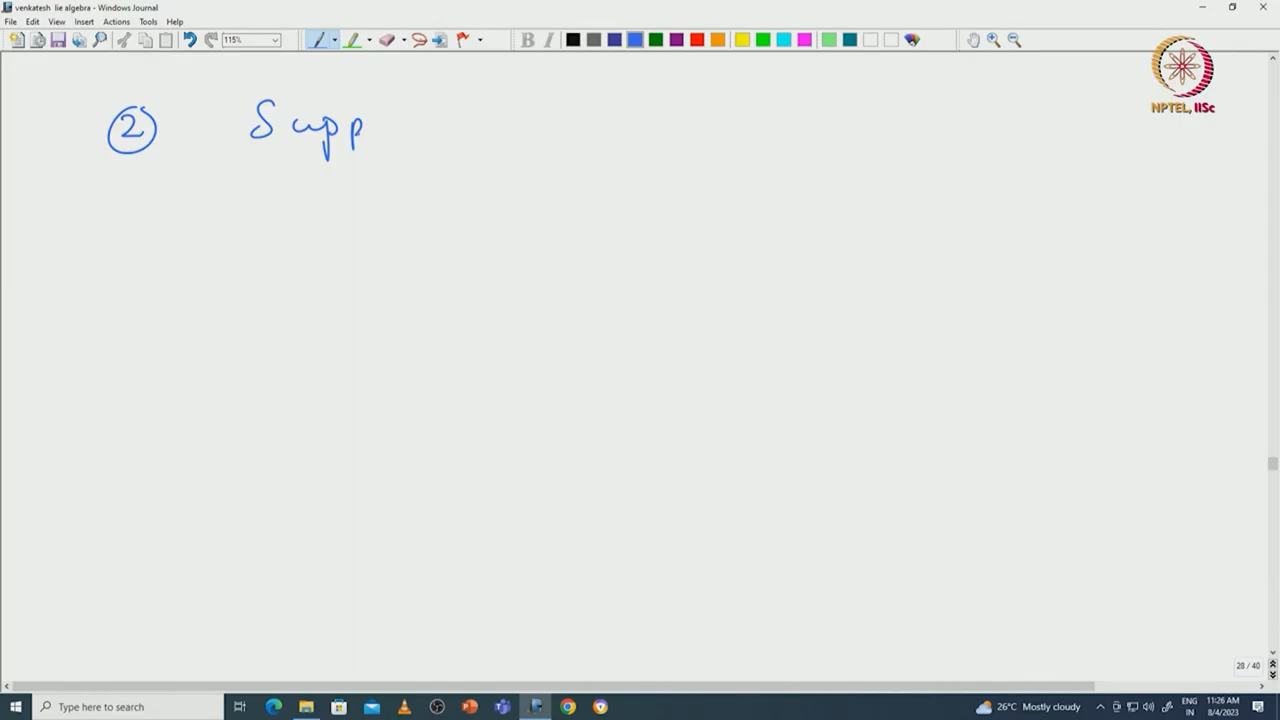 venkatesh lie algebra - Windows Journal
File Edit View Insert Actions Tools Help
115%
B I
NPTEL, IISc
② Supp
28 / 40
Type here to search
26°C Mostly cloudy
ENG
IN
11:26 AM
8/4/2023